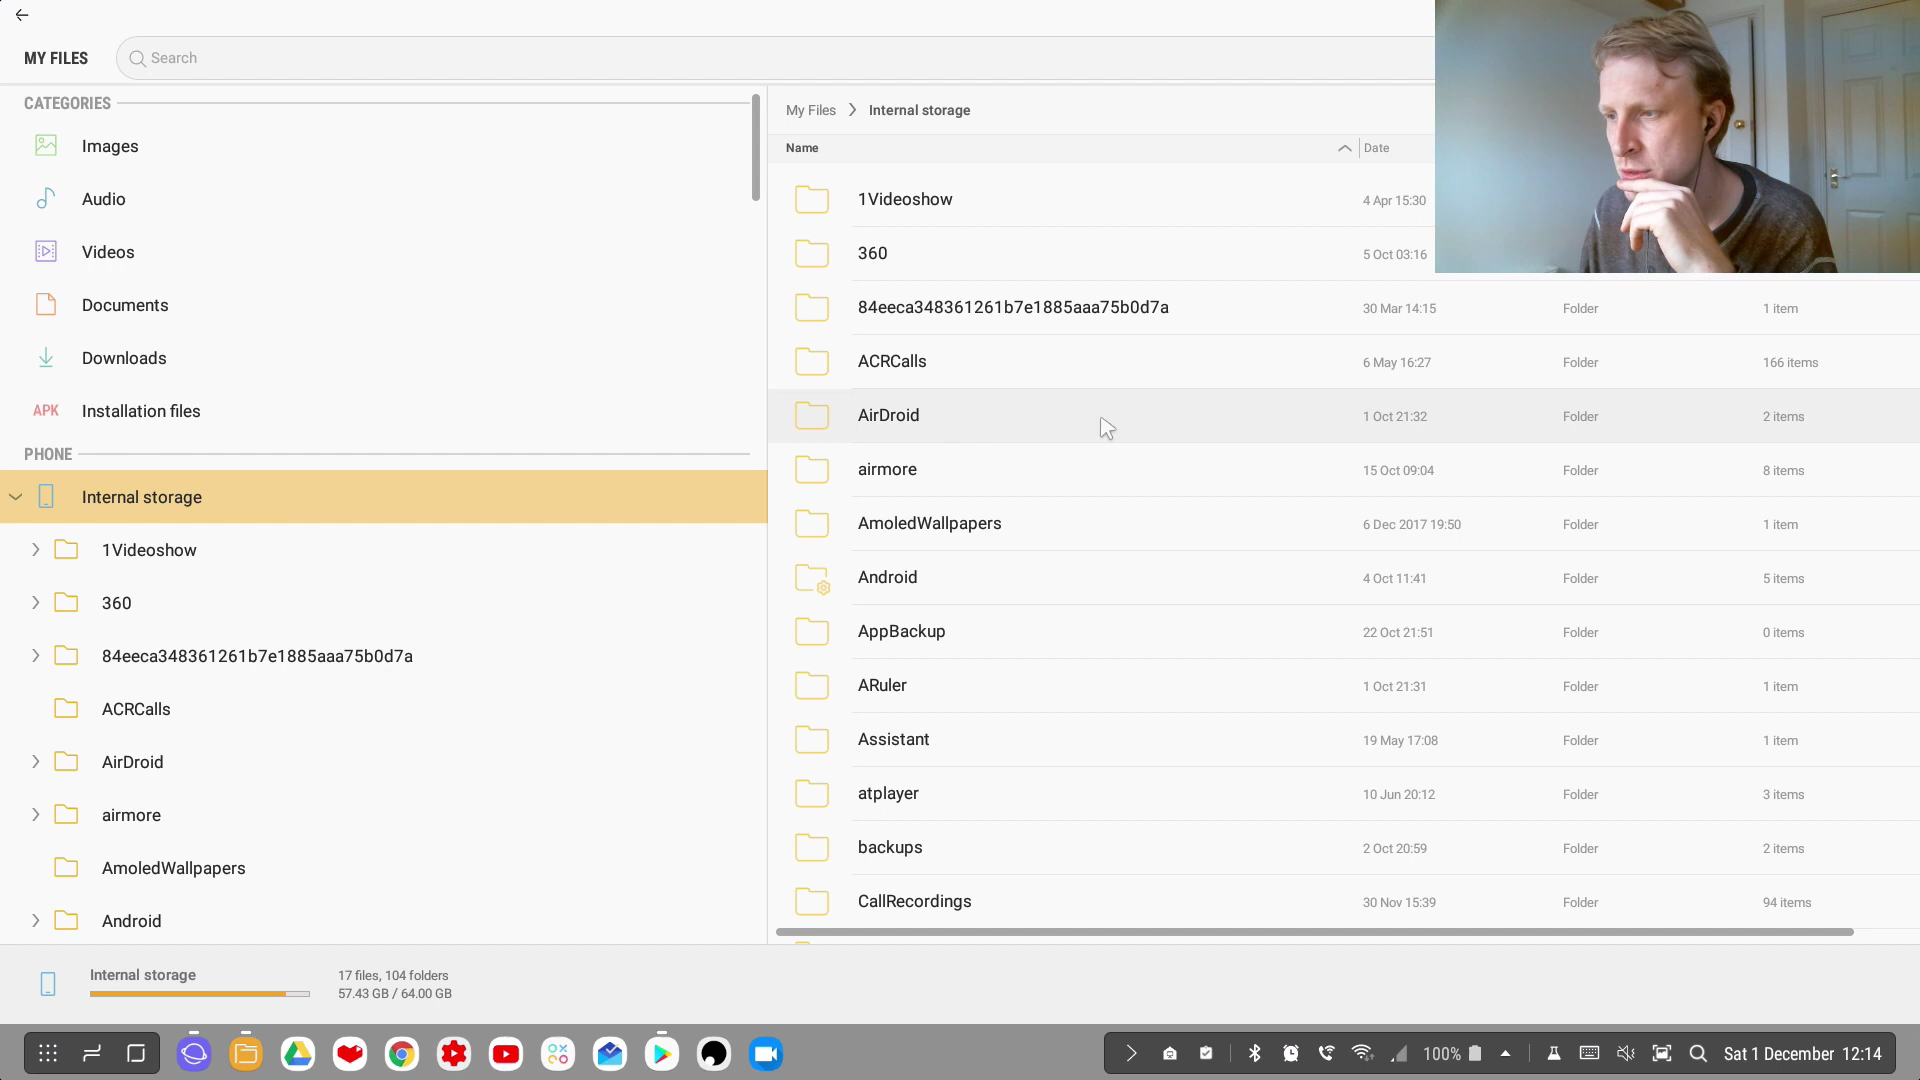 MY FILES
Search
CATEGORIES
Images
Audio
Videos
Documents
Downloads
APK Installation files
PHONE
Internal storage
1Videoshow
360
84eeca348361261b7e1885aaa75b0d7a
ACRCalls
AirDroid
airmore
AmoledWallpapers
Android
My Files Internal storage
Name Date
1Videoshow 4 Apr 15:30
360 5 Oct 03:16
84eeca348361261b7e1885aaa75b0d7a 30 Mar 14:15 Folder 1 item
ACRCalls 6 May 16:27 Folder 166 items
AirDroid 1 Oct 21:32 Folder 2 items
airmore 15 Oct 09:04 Folder 8 items
AmoledWallpapers 6 Dec 2017 19:50 Folder 1 item
Android 4 Oct 11:41 Folder 5 items
AppBackup 22 Oct 21:51 Folder 0 items
ARuler 1 Oct 21:31 Folder 1 item
Assistant 19 May 17:08 Folder 1 item
atplayer 10 Jun 20:12 Folder 3 items
backups 2 Oct 20:59 Folder 2 items
CallRecordings 30 Nov 15:39 Folder 94 items
Internal storage
17 files, 104 folders
57.43 GB / 64.00 GB
100% Sat 1 December 12:14